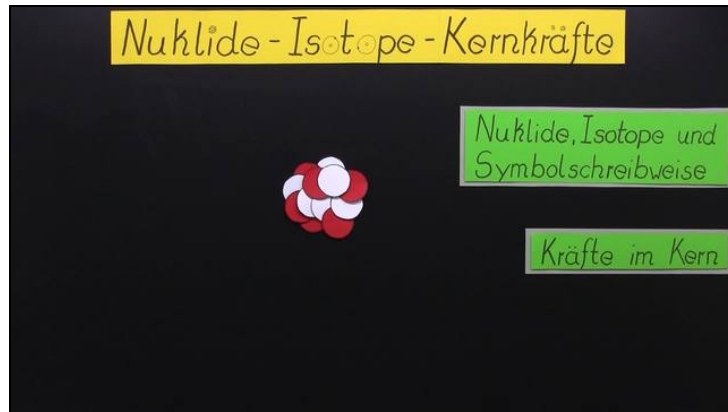 Nuklide - Isotope - Kernkräfte
Nuklide, Isotope und
Symbolschreibweise
Kräfte im Kern